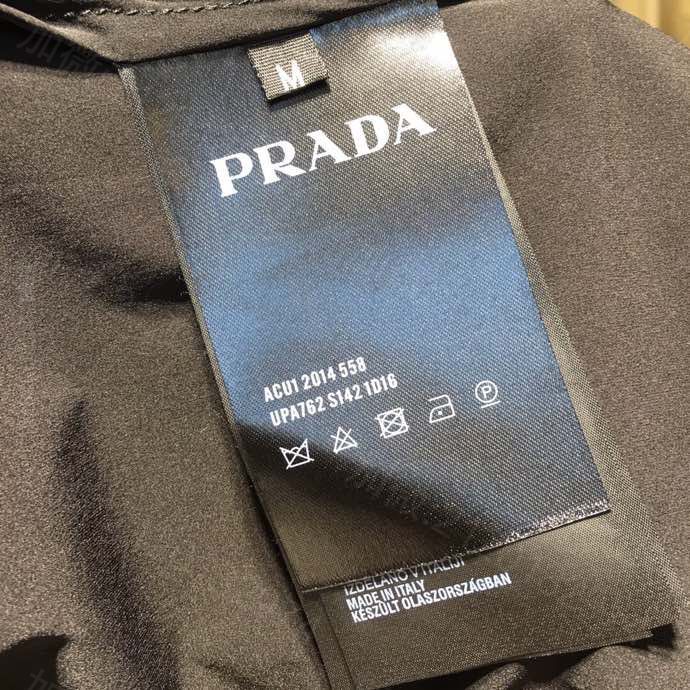 M
PRADA
ACU1 2014 558
UPA762 S142 1D16
P
IZDELANO V ITALIJI
MADE IN ITALY
KÉSZÜLT OLASZORSZÁGBAN